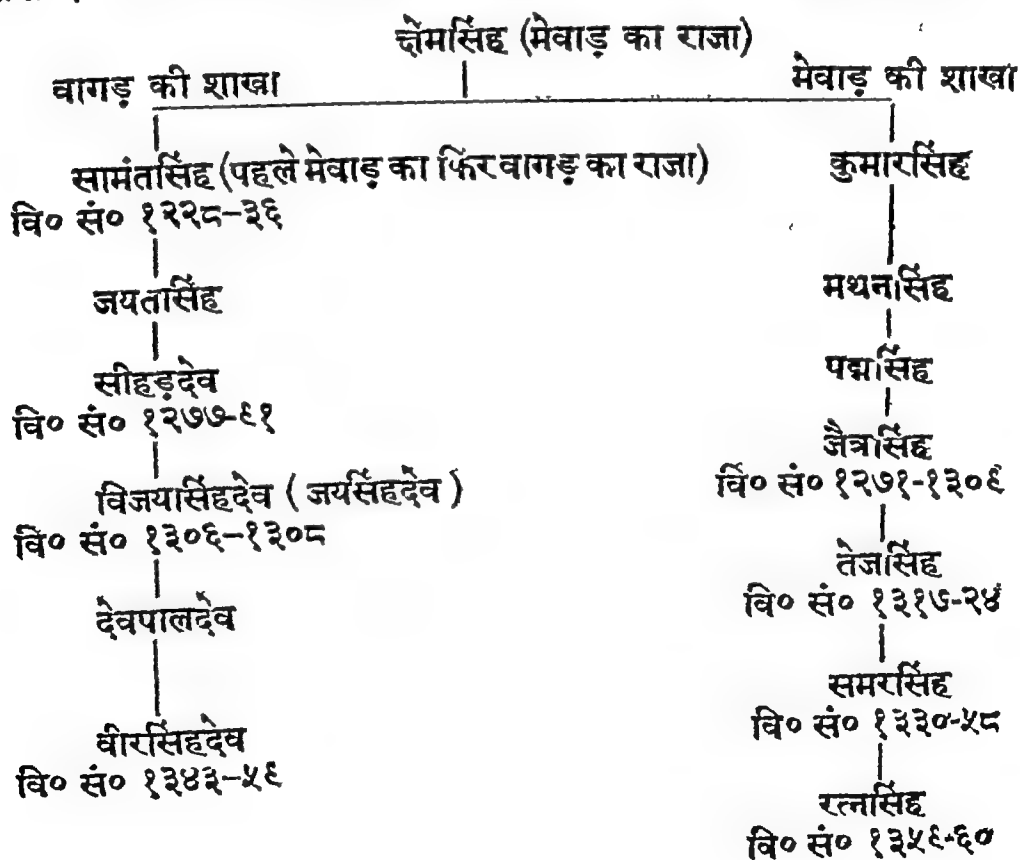 क्षेमसिंह (मेवाड़ का राजा)
वागड़ की शाखा
मेवाड़ की शाखा
सामंतसिंह (पहले मेवाड़ का फिर वागड़ का राजा)
वि० सं० १२२८-३६
जयतसिंह
सीहड़देव
वि० सं० १२७७-९१
विजयसिंहदेव ( जयसिंहदेव )
वि० सं० १३०६-१३०८
देवपालदेव
वीरसिंहदेव
वि० सं० १३४३-५९
कुमारसिंह
मथनसिंह
पद्मसिंह
जैत्रसिंह
वि० सं० १२७१-१३०९
तेजसिंह
वि० सं० १३१७-२४
समरसिंह
वि० सं० १३३०-५८
रत्नसिंह
वि० सं० १३५९-६०